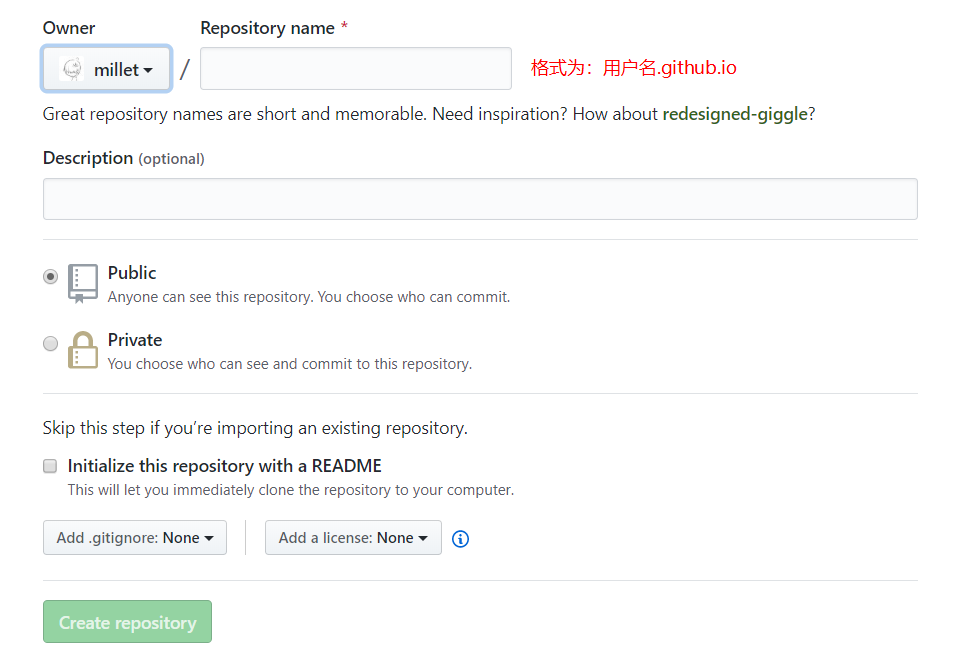 Owner
Repository name *
millet
/
格式为：用户名.github.io
Great repository names are short and memorable. Need inspiration? How about redesigned-giggle?
Description (optional)
Public
Anyone can see this repository. You choose who can commit.
Private
You choose who can see and commit to this repository.
Skip this step if you’re importing an existing repository.
Initialize this repository with a README
This will let you immediately clone the repository to your computer.
Add .gitignore: None
Add a license: None
Create repository